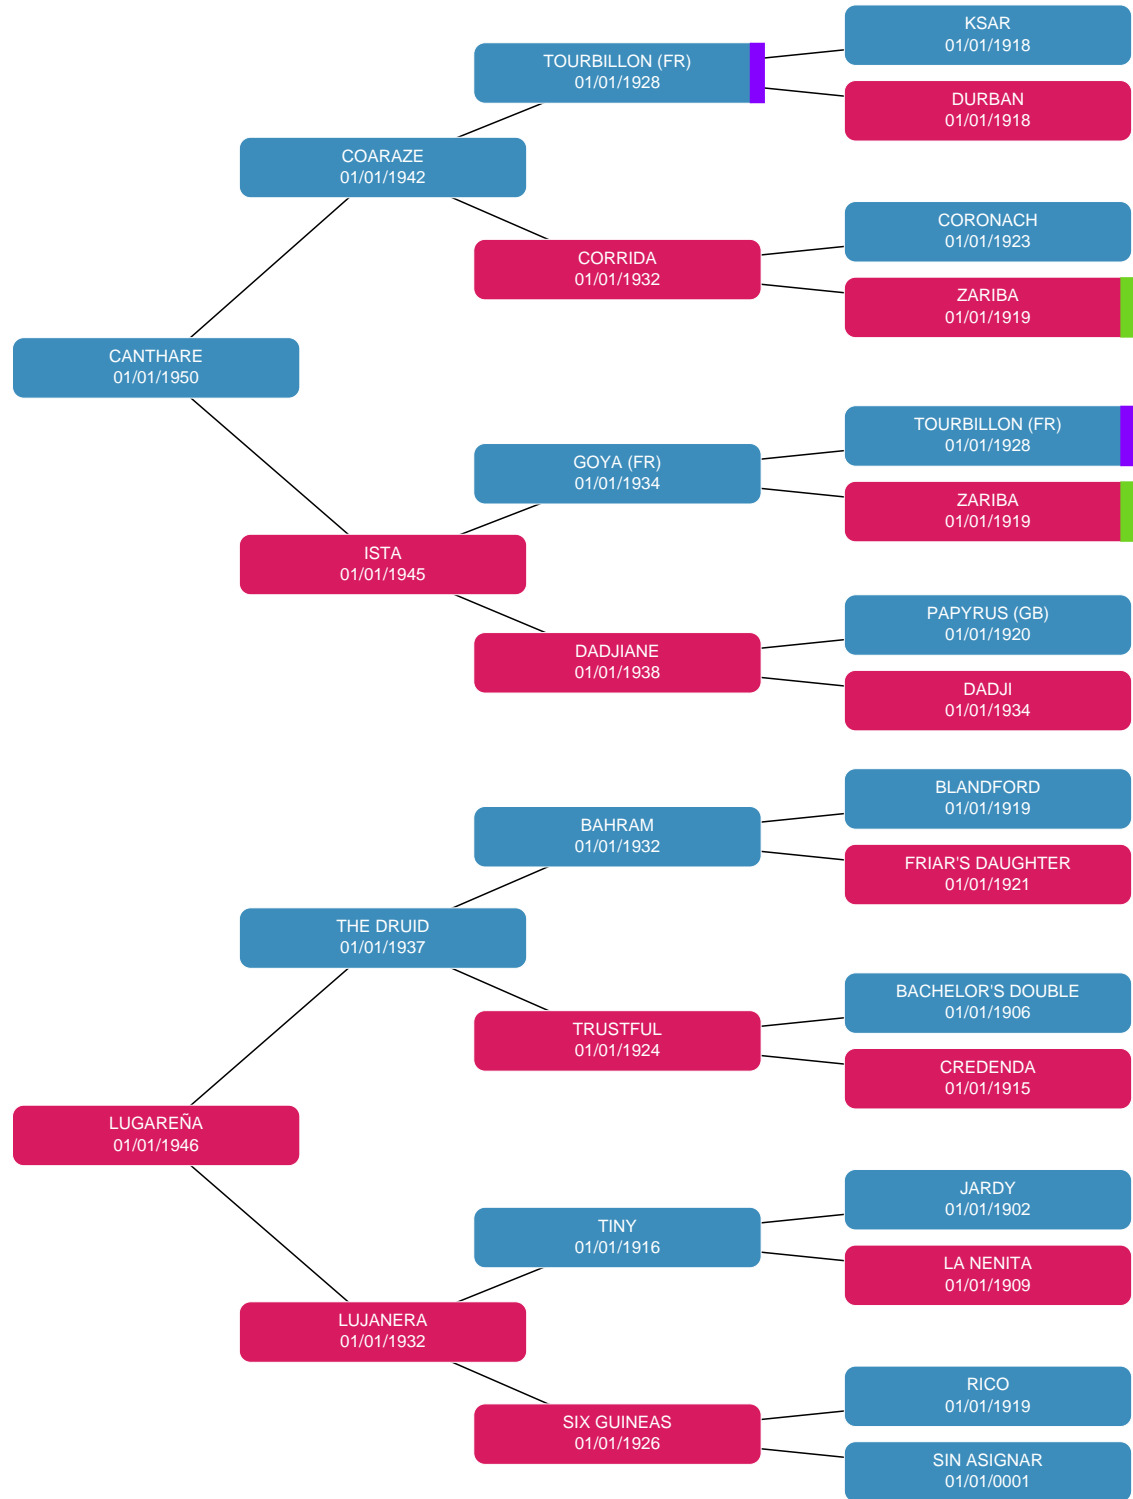 KSAR
01/01/1918
TOURBILLON (FR)
01/01/1928
DURBAN
01/01/1918
COARAZE
01/01/1942
CORONACH
01/01/1923
CORRIDA
01/01/1932
ZARIBA
01/01/1919
CANTHARE
01/01/1950
TOURBILLON (FR)
01/01/1928
GOYA (FR)
01/01/1934
ZARIBA
01/01/1919
ISTA
01/01/1945
PAPYRUS (GB)
01/01/1920
DADJIANE
01/01/1938
DADJI
01/01/1934
BLANDFORD
01/01/1919
BAHRAM
01/01/1932
FRIAR'S DAUGHTER
01/01/1921
THE DRUID
01/01/1937
BACHELOR'S DOUBLE
01/01/1906
TRUSTFUL
01/01/1924
CREDENDA
01/01/1915
LUGAREÑA
01/01/1946
JARDY
01/01/1902
TINY
01/01/1916
LA NENITA
01/01/1909
LUJANERA
01/01/1932
RICO
01/01/1919
SIX GUINEAS
01/01/1926
SIN ASIGNAR
01/01/0001